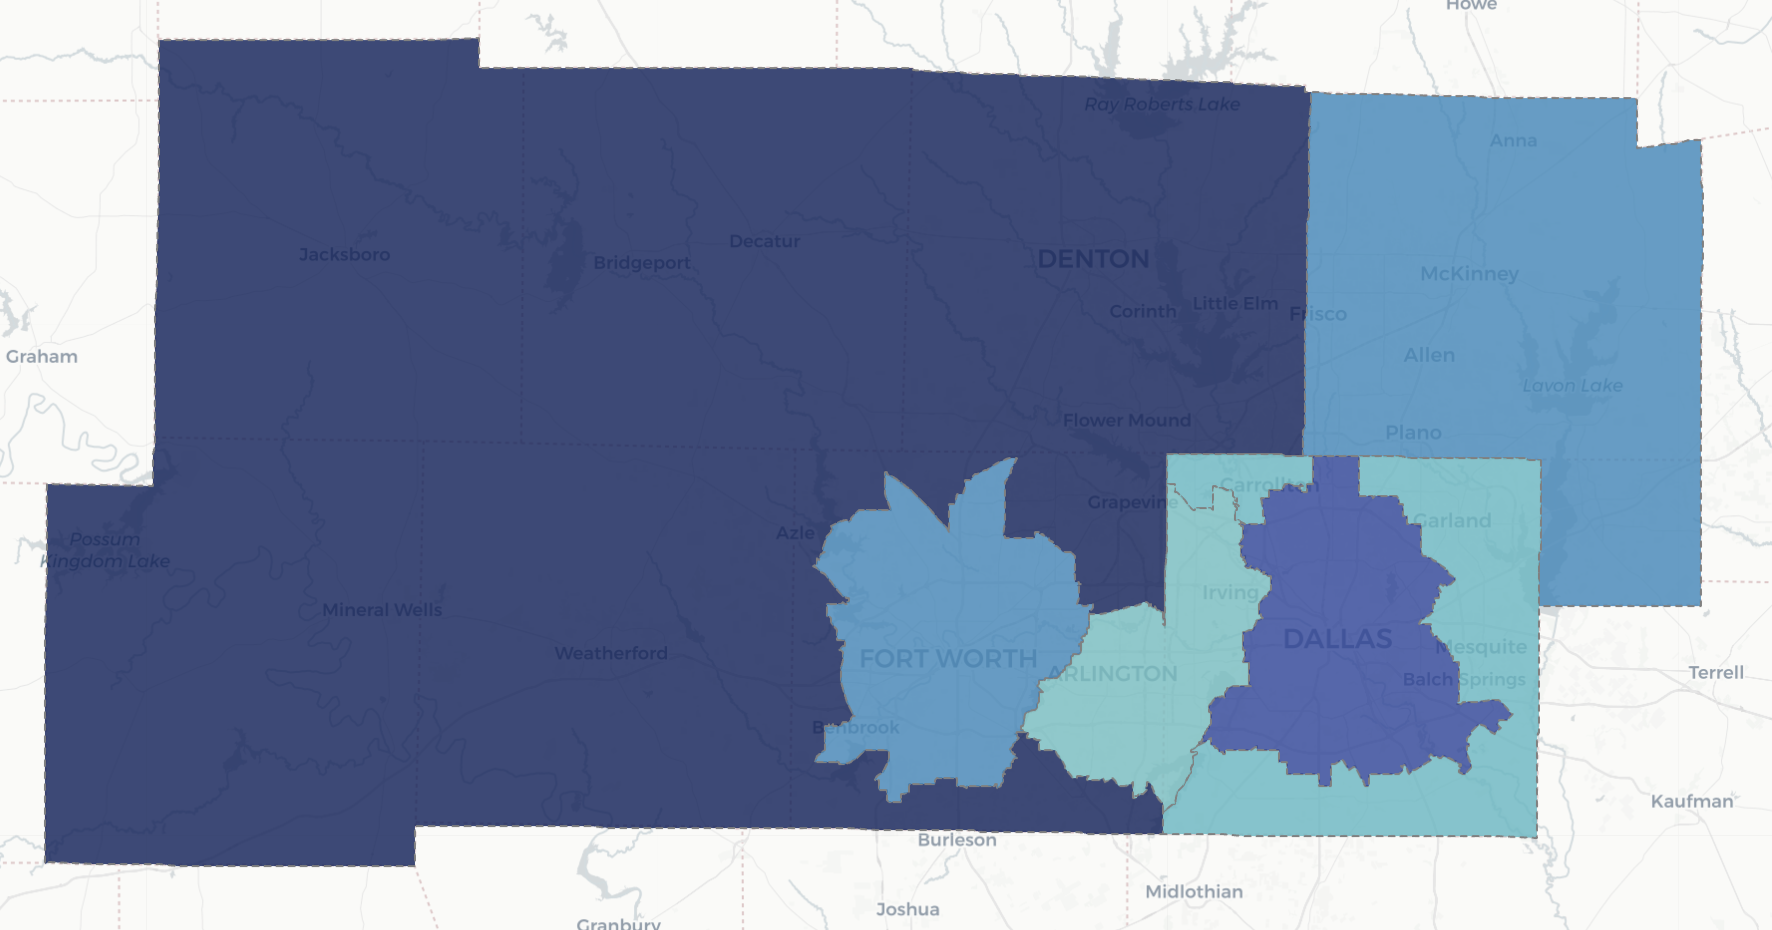 Howe
Ray Roberts Lake
Anna
Jacksboro
Decatur
Bridgeport
DENTON
McKinney
Corinth
Little Elm
Frisco
Graham
Allen
Lavon Lake
Flower Mound
Plano
Carrollton
Grapevine
Garland
Azle
Possum
Kingdom Lake
Irving
Mineral Wells
DALLAS
Mesquite
Weatherford
FORT WORTH
ARLINGTON
Terrell
Balch Springs
Benbrook
Kaufman
Burleson
Midlothian
Joshua
Granbury